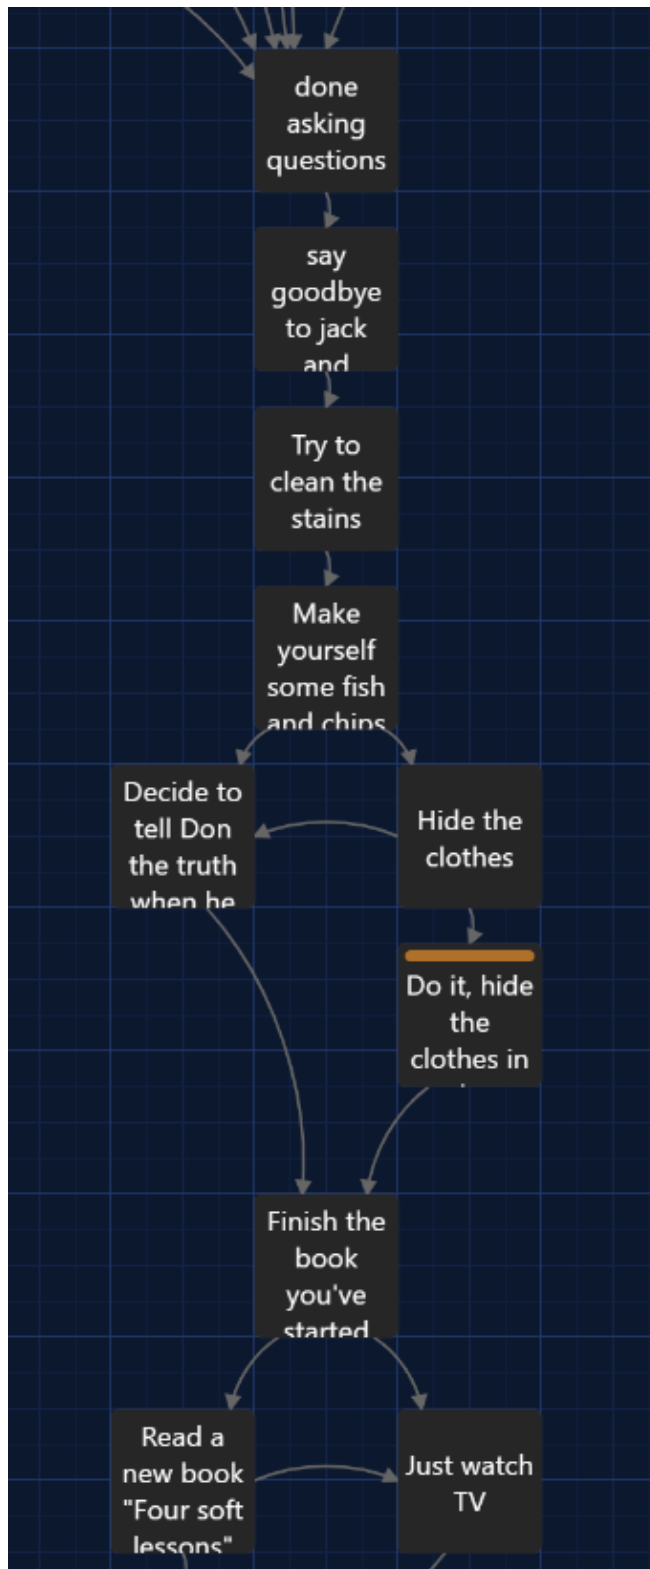 done
asking
questions
say
goodbye
to jack
and
Try to
clean the
stains
Make
yourself
some fish
and chips
Decide to
tell Don
the truth
when he
Hide the
clothes
Do it, hide
the
clothes in
Finish the
book
you've
started
Read a
new book
"Four soft
lessons"
Just watch
TV